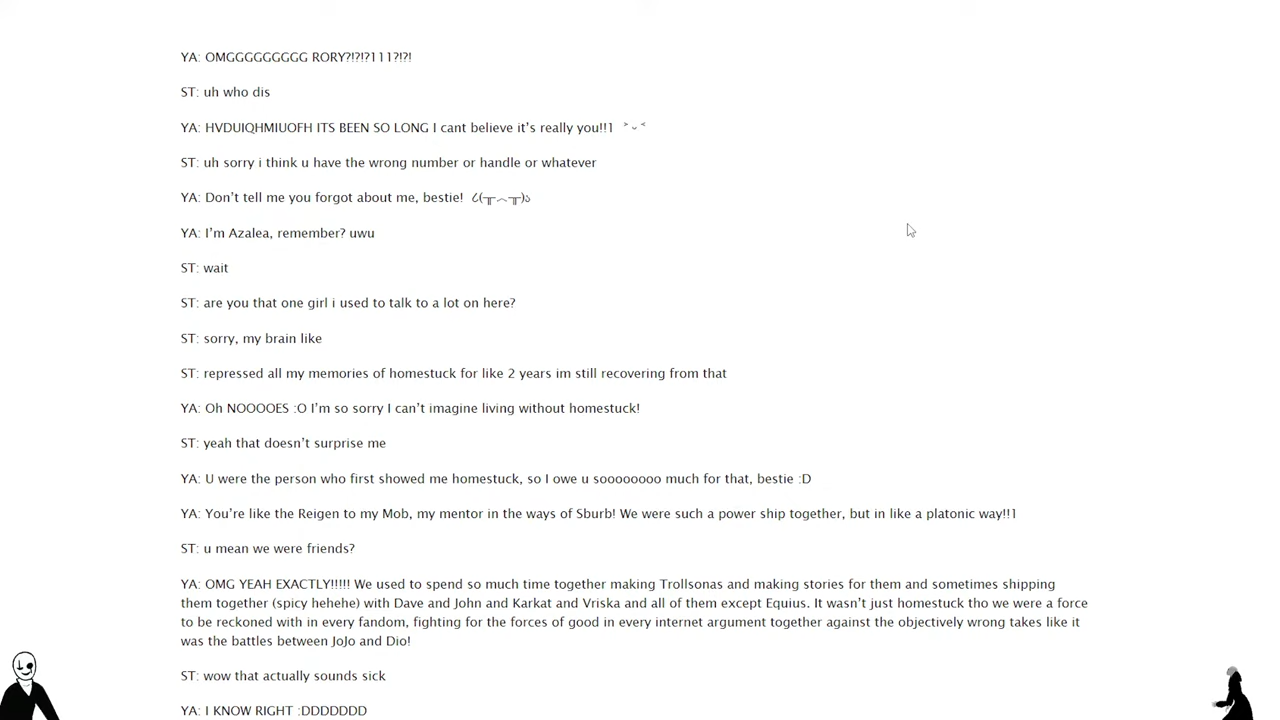 YA: OMGGGGGGGGG RORY?!?!?111?!?!
ST: uh who dis
YA: HVDUIQHMIUOFH ITS BEEN SO LONG I cant believe it’s really you!!1 ˃ ᵕ ˂
ST: uh sorry i think u have the wrong number or handle or whatever
YA: Don’t tell me you forgot about me, bestie! ૮(╥︿╥)ა
YA: I’m Azalea, remember? uwu
ST: wait
ST: are you that one girl i used to talk to a lot on here?
ST: sorry, my brain like
ST: repressed all my memories of homestuck for like 2 years im still recovering from that
YA: Oh NOOOOES :O I’m so sorry I can’t imagine living without homestuck!
ST: yeah that doesn’t surprise me
YA: U were the person who first showed me homestuck, so I owe u soooooooo much for that, bestie :D
YA: You’re like the Reigen to my Mob, my mentor in the ways of Sburb! We were such a power ship together, but in like a platonic way!!1
ST: u mean we were friends?
YA: OMG YEAH EXACTLY!!!!! We used to spend so much time together making Trollsonas and making stories for them and sometimes shipping
them together (spicy hehehe) with Dave and John and Karkat and Vriska and all of them except Equius. It wasn’t just homestuck tho we were a force
to be reckoned with in every fandom, fighting for the forces of good in every internet argument together against the objectively wrong takes like it
was the battles between JoJo and Dio!
ST: wow that actually sounds sick
YA: I KNOW RIGHT :DDDDDDD